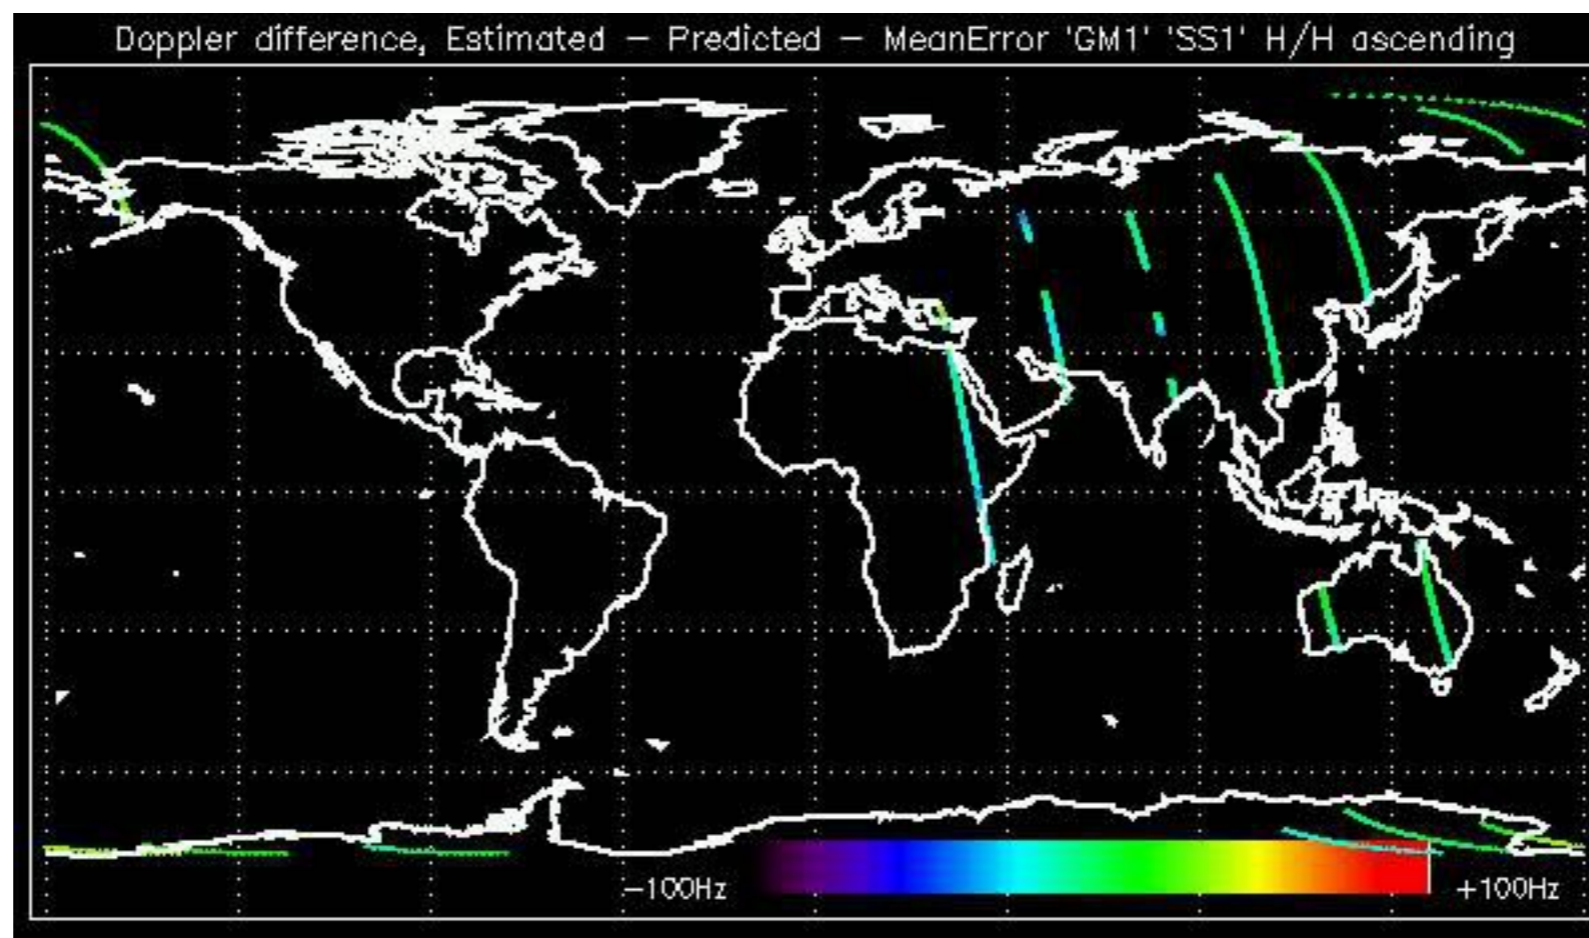 Doppler difference, Estimated – Predicted – MeanError 'GM1' 'SS1' H/H ascending
–100Hz
+100Hz